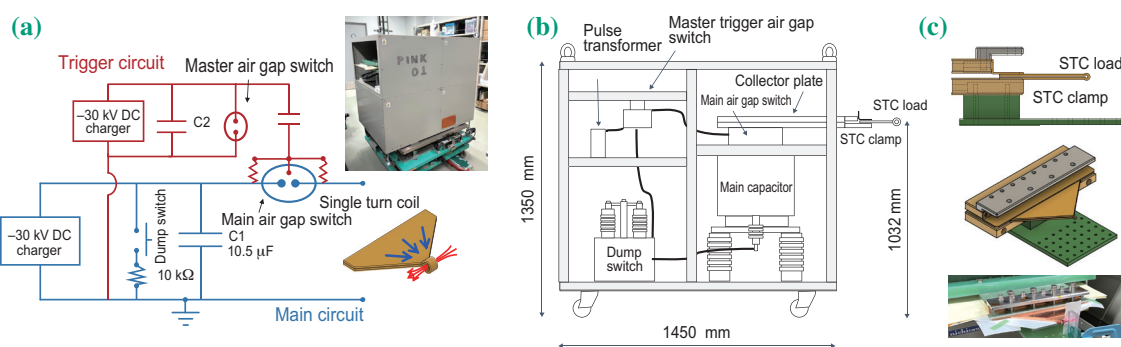 (a)
Trigger circuit
Master air gap switch
–30 kV DC
charger
C2
PINK
01
Main air gap switch
Single turn coil
–30 kV DC
charger
Dump switch
10 kΩ
C1
10.5 μF
Main circuit
(b)
Pulse
transformer
Master trigger air gap
switch
Collector plate
Main air gap switch
STC load
STC clamp
Main capacitor
Dump
switch
1350 mm
1032 mm
1450 mm
(c)
STC load
STC clamp